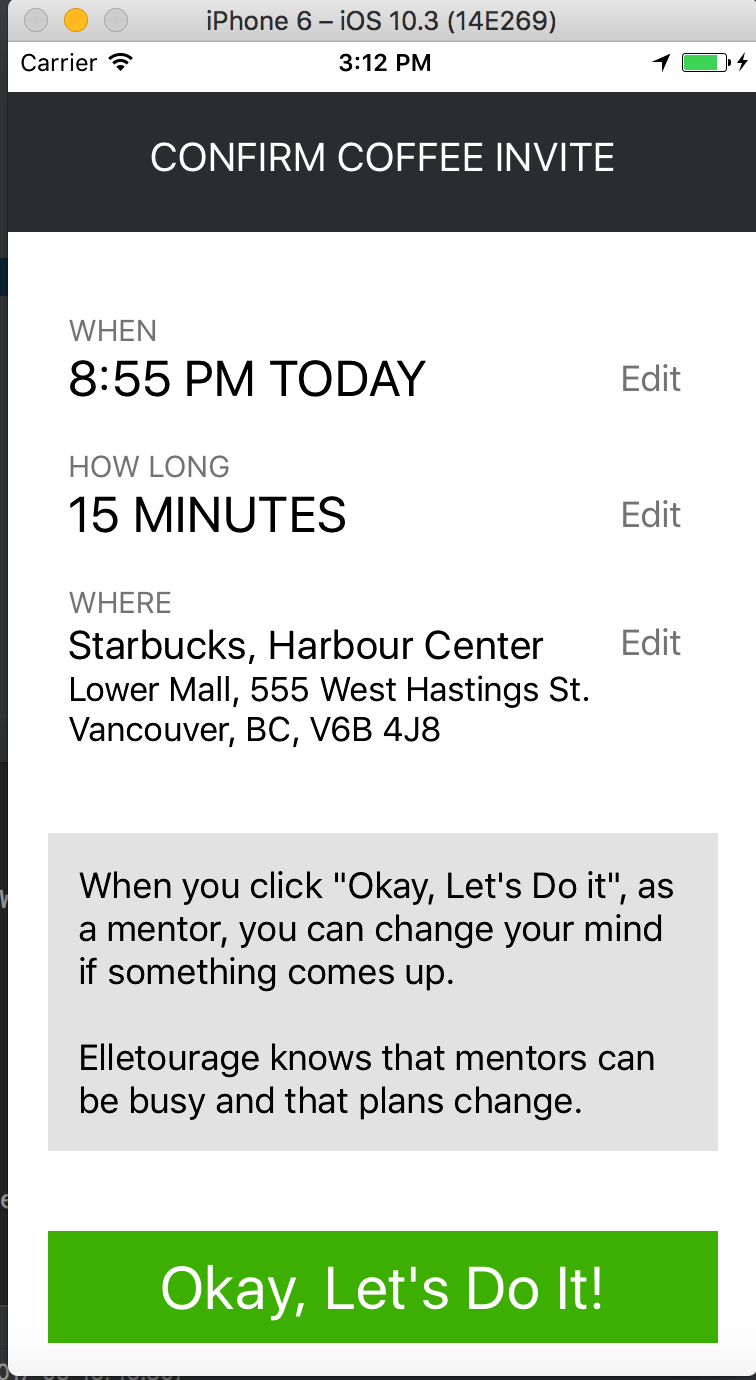 iPhone 6 – iOS 10.3 (14E269)
Carrier 3:12 PM
CONFIRM COFFEE INVITE
WHEN
8:55 PM TODAY Edit
HOW LONG
15 MINUTES Edit
WHERE
Starbucks, Harbour Center Edit
Lower Mall, 555 West Hastings St.
Vancouver, BC, V6B 4J8
When you click "Okay, Let's Do it", as
a mentor, you can change your mind
if something comes up.
Elletourage knows that mentors can
be busy and that plans change.
Okay, Let's Do It!